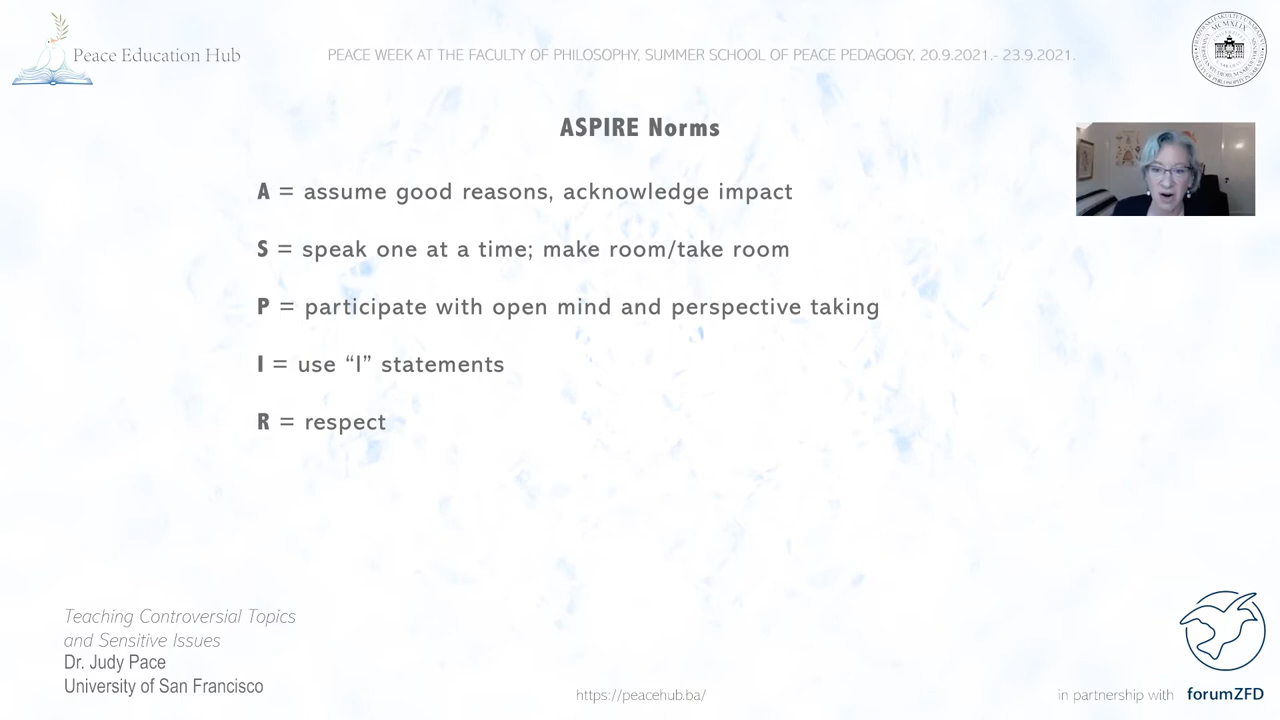 Peace Education Hub
PEACE WEEK AT THE FACULTY OF PHILOSOPHY, SUMMER SCHOOL OF PEACE PEDAGOGY, 20.9.2021.- 23.9.2021.
ASPIRE Norms
A = assume good reasons, acknowledge impact
S = speak one at a time; make room/take room
P = participate with open mind and perspective taking
I = use “I” statements
R = respect
Teaching Controversial Topics
and Sensitive Issues
Dr. Judy Pace
University of San Francisco
https://peacehub.ba/
in partnership with forumZFD